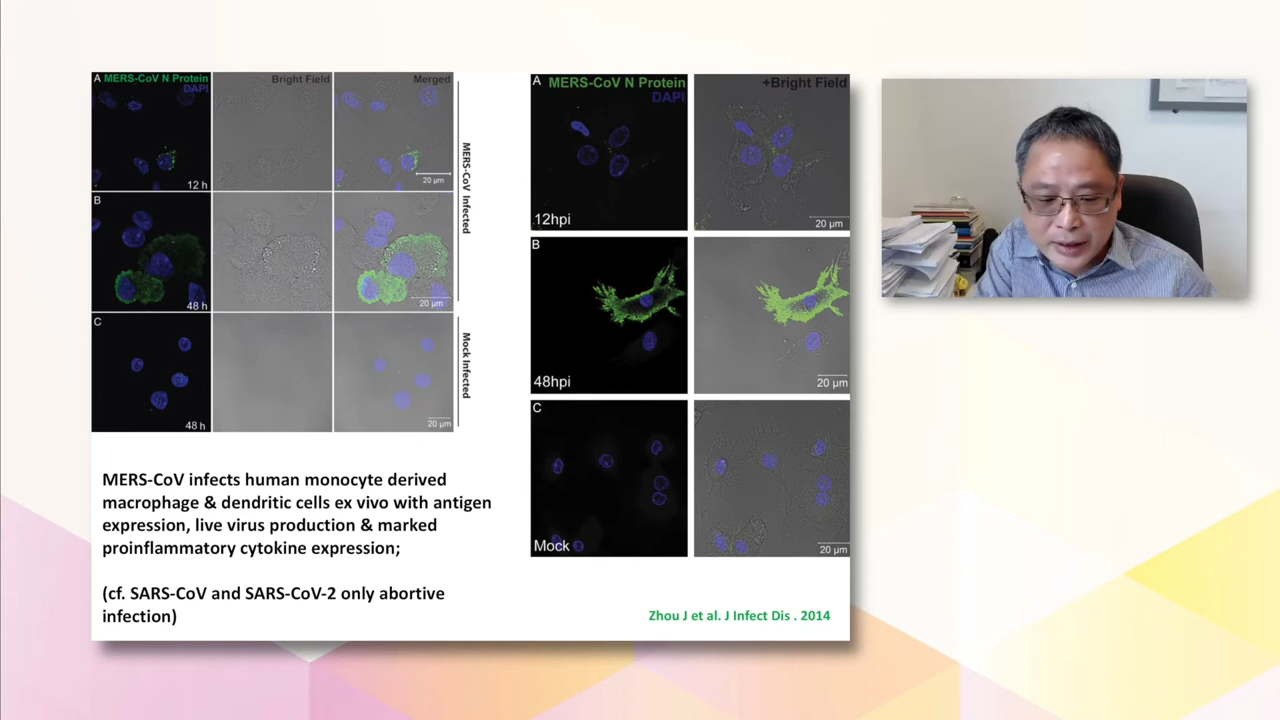 A MERS-CoV N Protein
DAPI
Bright Field
Merged
12 h
20 μm
B
48 h
20 μm
C
48 h
20 μm
MERS-CoV Infected
Mock Infected
A
MERS-CoV N Protein
DAPI
+Bright Field
12hpi
20 μm
B
48hpi
20 μm
C
Mock
20 μm
MERS-CoV infects human monocyte derived
macrophage & dendritic cells ex vivo with antigen
expression, live virus production & marked
proinflammatory cytokine expression;
(cf. SARS-CoV and SARS-CoV-2 only abortive
infection)
Zhou J et al. J Infect Dis . 2014